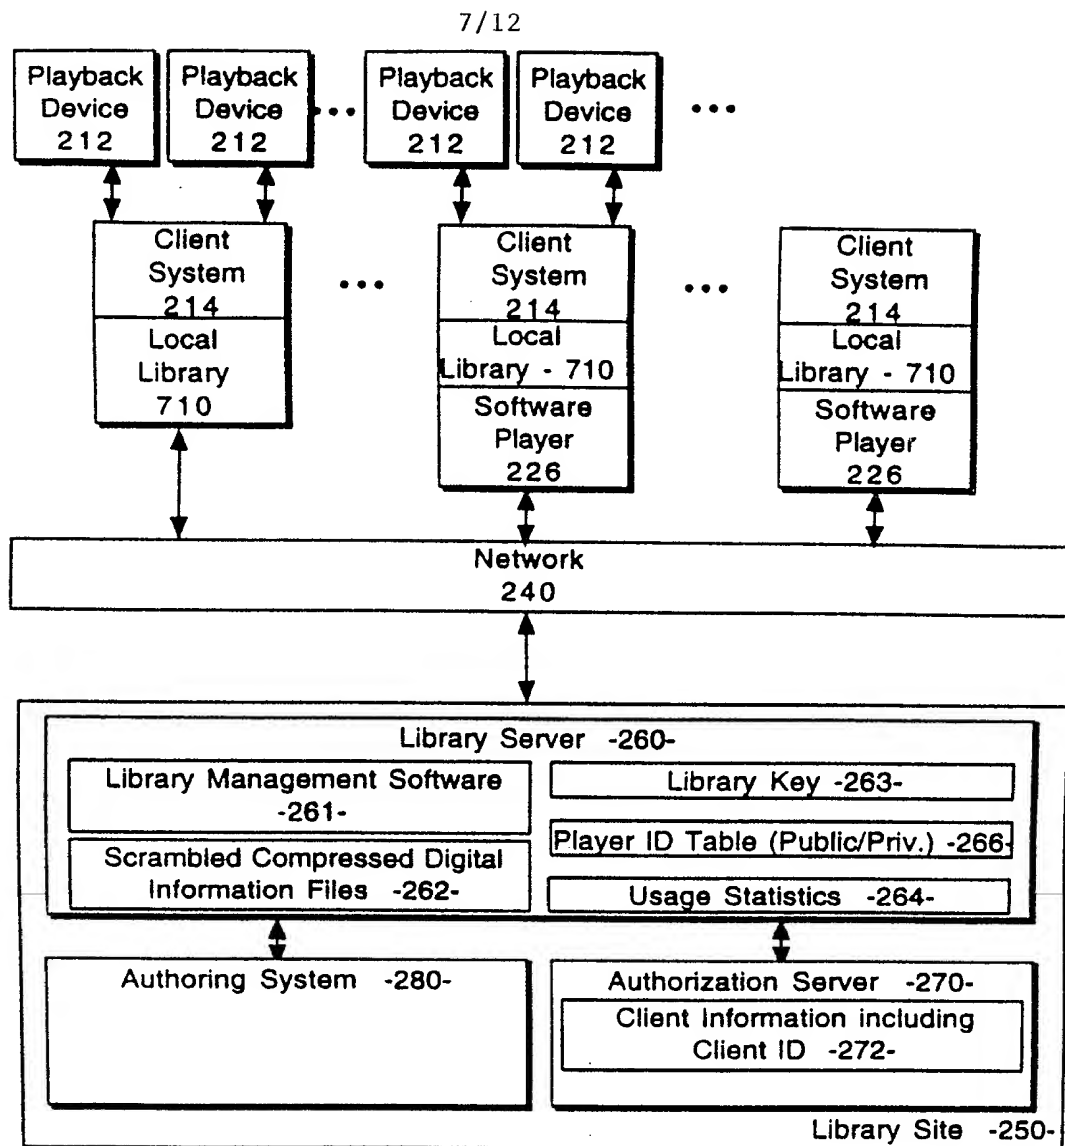 7/12
Playback
Device
212
Playback
Device
212
Playback
Device
212
Playback
Device
212
Client
System
214
Local
Library
710
Client
System
214
Local
Library - 710
Software
Player
226
Client
System
214
Local
Library - 710
Software
Player
226
Network
240
Library Server -260-
Library Management Software
-261-
Scrambled Compressed Digital
Information Files -262-
Library Key -263-
Player ID Table (Public/Priv.) -266-
Usage Statistics -264-
Authoring System -280-
Authorization Server -270-
Client Information including
Client ID -272-
Library Site -250-